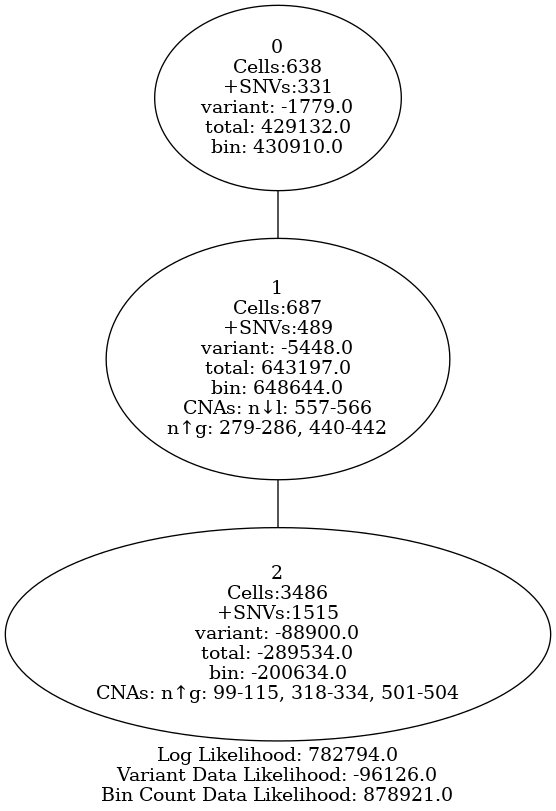 0
Cells:638
+SNVs:331
variant: -1779.0
total: 429132.0
bin: 430910.0
1
Cells:687
+SNVs:489
variant: -5448.0
total: 643197.0
bin: 648644.0
CNAs: n↓l: 557-566
n↑g: 279-286, 440-442
2
Cells:3486
+SNVs:1515
variant: -88900.0
total: -289534.0
bin: -200634.0
CNAs: n↑g: 99-115, 318-334, 501-504
Log Likelihood: 782794.0
Variant Data Likelihood: -96126.0
Bin Count Data Likelihood: 878921.0